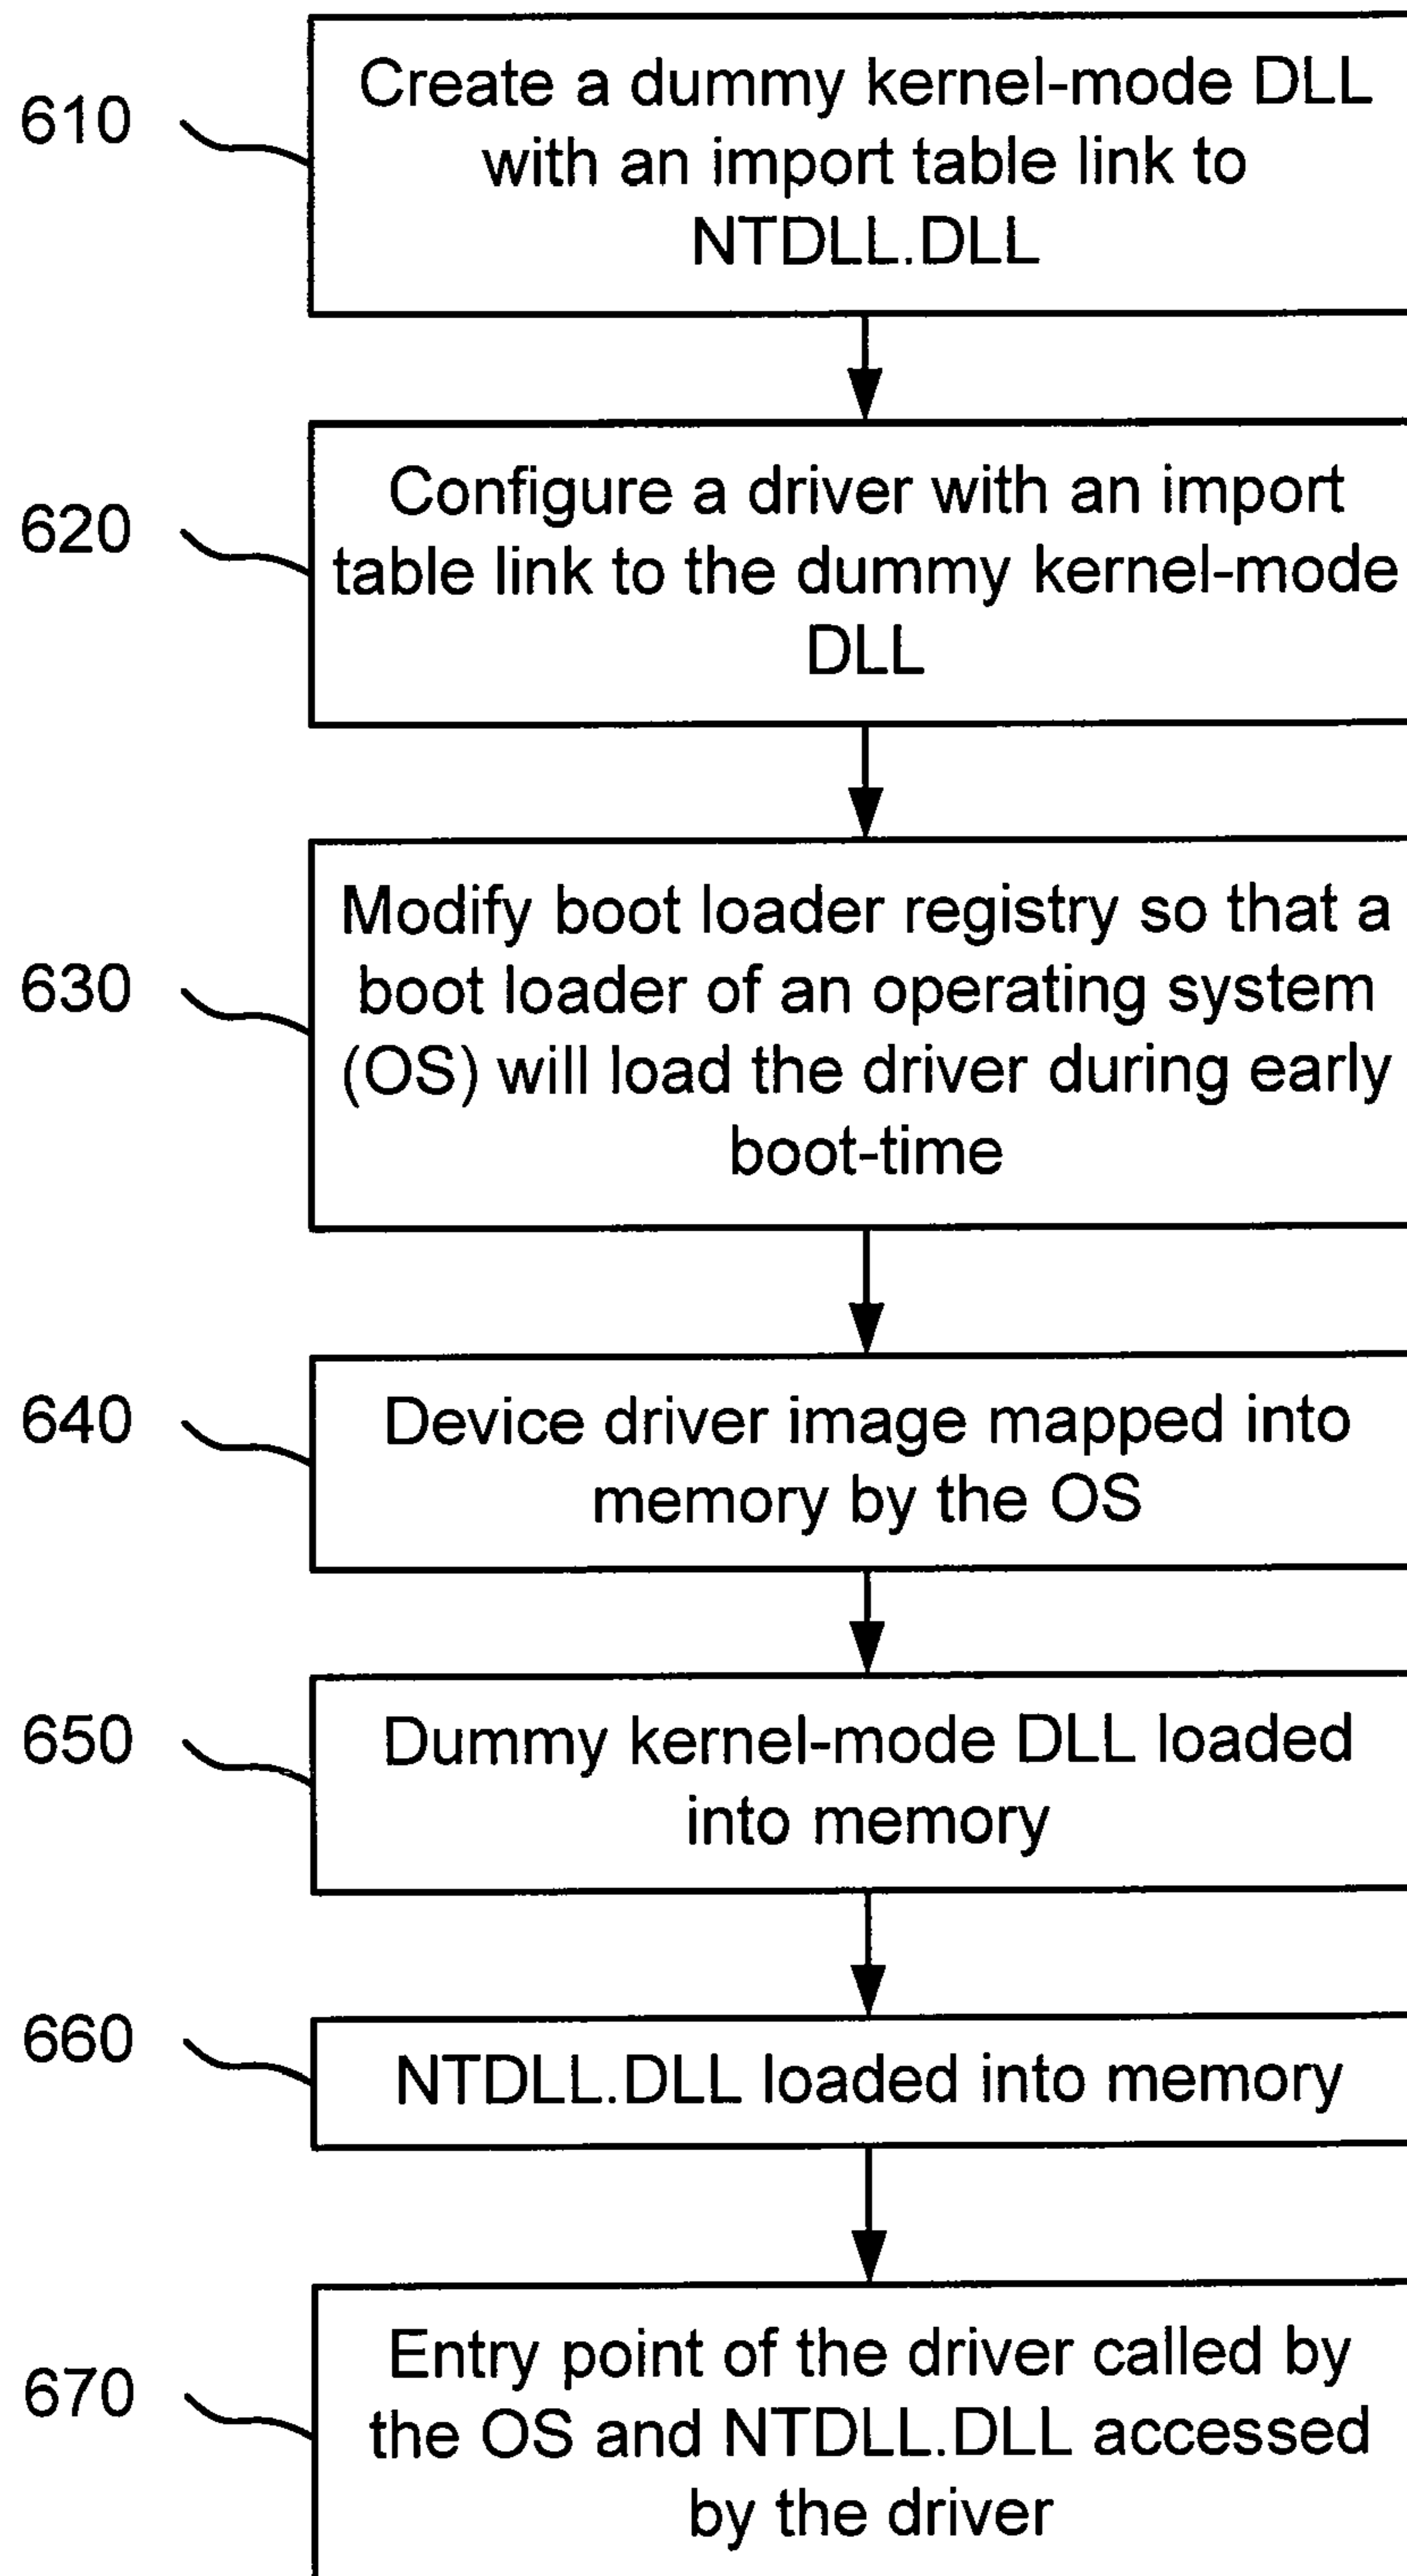 610
Create a dummy kernel-mode DLL
with an import table link to
NTDLL.DLL
620
Configure a driver with an import
table link to the dummy kernel-mode
DLL
630
Modify boot loader registry so that a
boot loader of an operating system
(OS) will load the driver during early
boot-time
640
Device driver image mapped into
memory by the OS
650
Dummy kernel-mode DLL loaded
into memory
660
NTDLL.DLL loaded into memory
670
Entry point of the driver called by
the OS and NTDLL.DLL accessed
by the driver